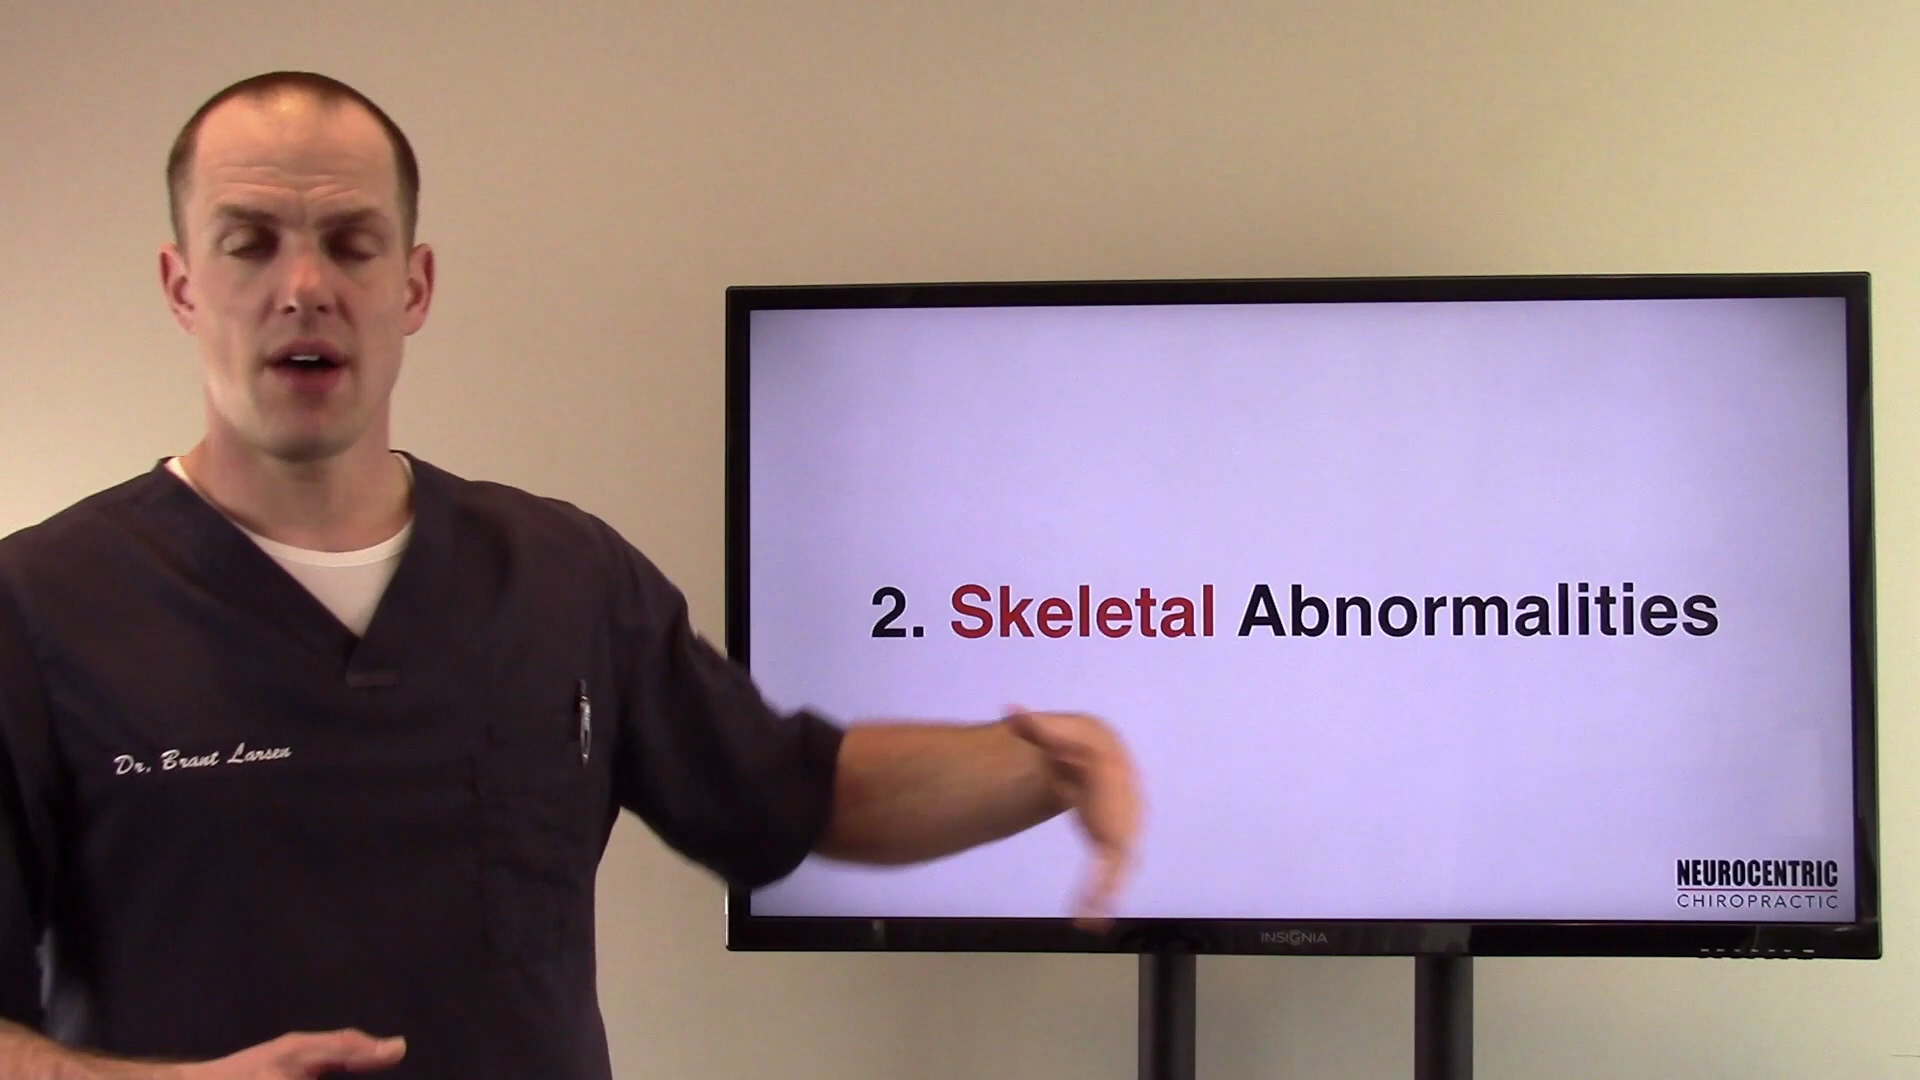 2. Skeletal Abnormalities
Dr. Brant Larsen
NEUROCENTRIC
CHIROPRACTIC
INSIGNIA